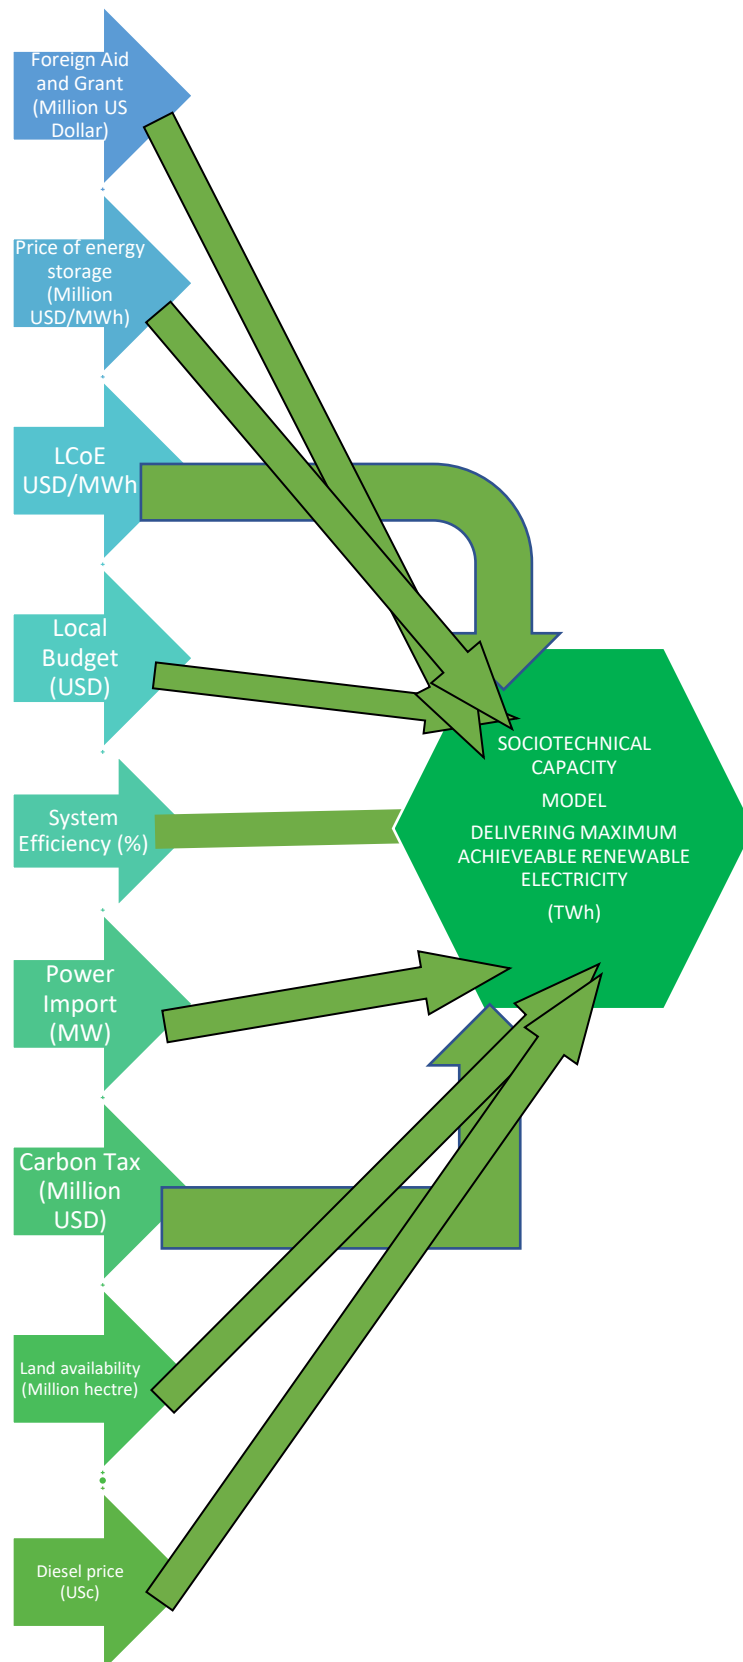 Foreign Aid
and Grant
(Million US
Dollar)
Price of energy
storage
(Million
USD/MWh)
LCoE
USD/MWh
Local
Budget
(USD)
System
Efficiency (%)
Power
Import
(MW)
Carbon Tax
(Million
USD)
Land availability
(Million hectre)
Diesel price
(USc)
SOCIOTECHNICAL
CAPACITY
MODEL
DELIVERING MAXIMUM
ACHIEVEABLE RENEWABLE
ELECTRICITY
(TWh)